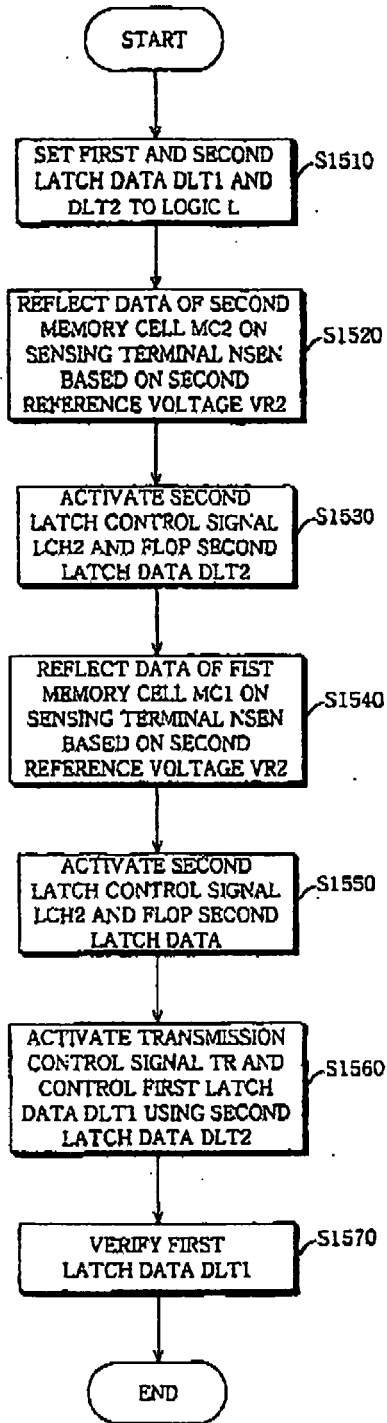 START
SET FIRST AND SECOND
LATCH DATA DLT1 AND
DLT2 TO LOGIC L
S1510
REFLECT DATA OF SECOND
MEMORY CELL MC2 ON
SENSING TERMINAL NSEN
BASED ON SECOND
REFERENCE VOLTAGE VR2
S1520
ACTIVATE SECOND
LATCH CONTROL SIGNAL
LCH2 AND FLOP SECOND
LATCH DATA DLT2
S1530
REFLECT DATA OF FIST
MEMORY CELL MC1 ON
SENSING TERMINAL NSEN
BASED ON SECOND
REFERENCE VOLTAGE VR2
S1540
ACTIVATE SECOND
LATCH CONTROL SIGNAL
LCH2 AND FLOP SECOND
LATCH DATA
S1550
ACTIVATE TRANSMISSION
CONTROL SIGNAL TR AND
CONTROL FIRST LATCH
DATA DLT1 USING SECOND
LATCH DATA DLT2
S1560
VERIFY FIRST
LATCH DATA DLT1
S1570
END